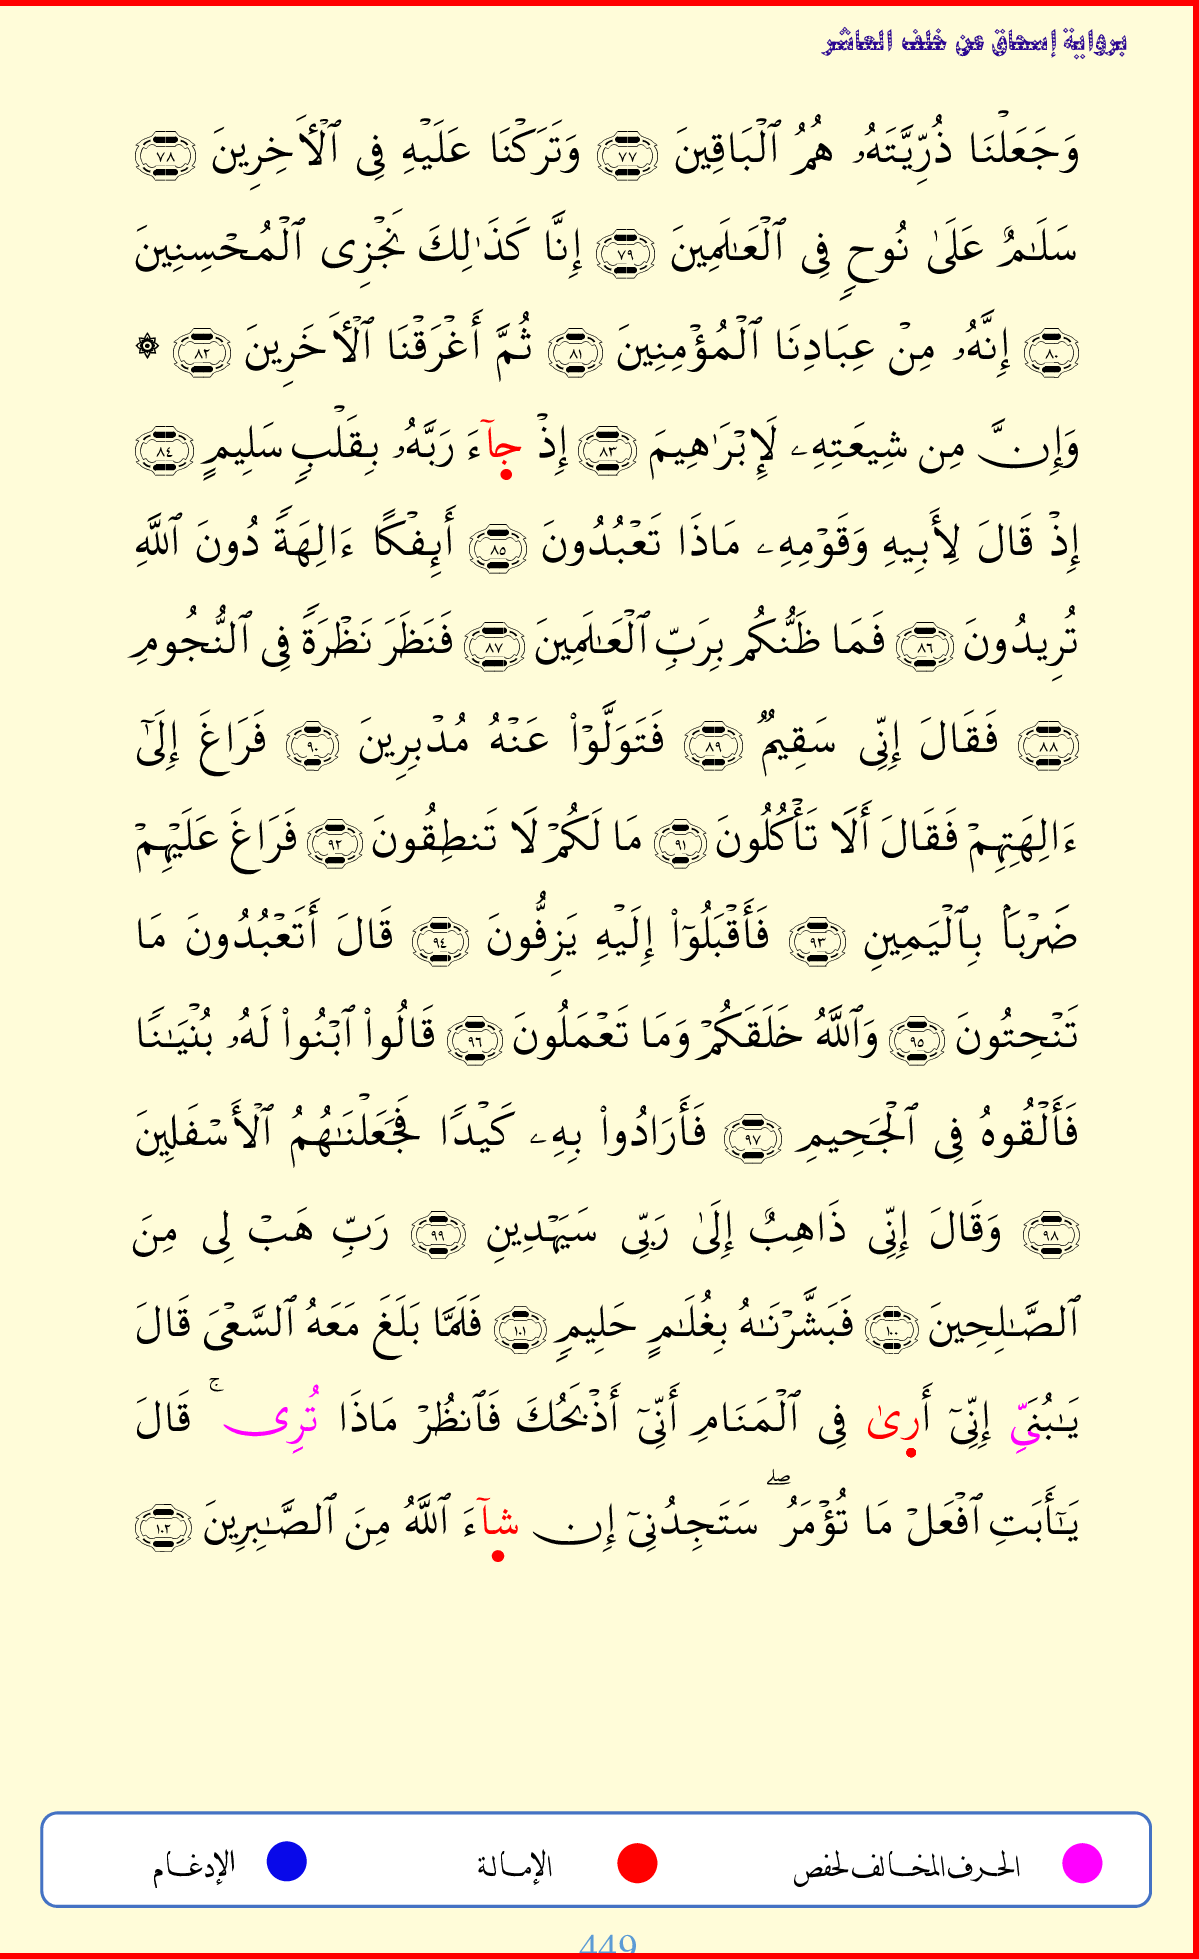 برواية إسحاق عن خلف العاشر
وَجَعَلْنَا ذُرِّيَّتَهُۥ هُمُ ٱلْبَاقِينَ ٧٧ وَتَرَكْنَا عَلَيْهِ فِى ٱلْأٓخِرِينَ ٧٨
سَلَٰمٌ عَلَىٰ نُوحٍ فِى ٱلْعَٰلَمِينَ ٧٩ إِنَّا كَذَٰلِكَ نَجْزِى ٱلْمُحْسِنِينَ
٨٠ إِنَّهُۥ مِنْ عِبَادِنَا ٱلْمُؤْمِنِينَ ٨١ ثُمَّ أَغْرَقْنَا ٱلْأٓخَرِينَ ٨٢ ۞
وَإِنَّ مِن شِيعَتِهِۦ لَإِبْرَٰهِيمَ ٨٣ إِذْ جآءَ رَبَّهُۥ بِقَلْبٍ سَلِيمٍ ٨٤
إِذْ قَالَ لِأَبِيهِ وَقَوْمِهِۦ مَاذَا تَعْبُدُونَ ٨٥ أَئِفْكًا ءَالِهَةً دُونَ ٱللَّهِ
تُرِيدُونَ ٨٦ فَمَا ظَنُّكُم بِرَبِّ ٱلْعَٰلَمِينَ ٨٧ فَنَظَرَ نَظْرَةً فِى ٱلنُّجُومِ
٨٨ فَقَالَ إِنِّى سَقِيمٌ ٨٩ فَتَوَلَّوْا۟ عَنْهُ مُدْبِرِينَ ٩٠ فَرَاغَ إِلَىٰٓ
ءَالِهَتِهِمْ فَقَالَ أَلَا تَأْكُلُونَ ٩١ مَا لَكُمْ لَا تَنطِقُونَ ٩٢ فَرَاغَ عَلَيْهِمْ
ضَرْبًۢا بِٱلْيَمِينِ ٩٣ فَأَقْبَلُوٓا۟ إِلَيْهِ يَزِفُّونَ ٩٤ قَالَ أَتَعْبُدُونَ مَا
تَنْحِتُونَ ٩٥ وَٱللَّهُ خَلَقَكُمْ وَمَا تَعْمَلُونَ ٩٦ قَالُوا۟ ٱبْنُوا۟ لَهُۥ بُنْيَٰنًا
فَأَلْقُوهُ فِى ٱلْجَحِيمِ ٩٧ فَأَرَادُوا۟ بِهِۦ كَيْدًا فَجَعَلْنَٰهُمُ ٱلْأَسْفَلِينَ
٩٨ وَقَالَ إِنِّى ذَاهِبٌ إِلَىٰ رَبِّى سَيَهْدِينِ ٩٩ رَبِّ هَبْ لِى مِنَ
ٱلصَّٰلِحِينَ ١٠٠ فَبَشَّرْنَٰهُ بِغُلَٰمٍ حَلِيمٍ ١٠١ فَلَمَّا بَلَغَ مَعَهُ ٱلسَّعْىَ قَالَ
يَٰبُنَىِّ إِنِّىٓ أَرىٰ فِى ٱلْمَنَامِ أَنِّىٓ أَذْبَحُكَ فَٱنظُرْ مَاذَا تُرِى ۚ قَالَ
يَٰٓأَبَتِ ٱفْعَلْ مَا تُؤْمَرُ ۖ سَتَجِدُنِىٓ إِن شآءَ ٱللَّهُ مِنَ ٱلصَّٰبِرِينَ ١٠٢
الحرف المخالف لحفص الإمالة الإدغام
449